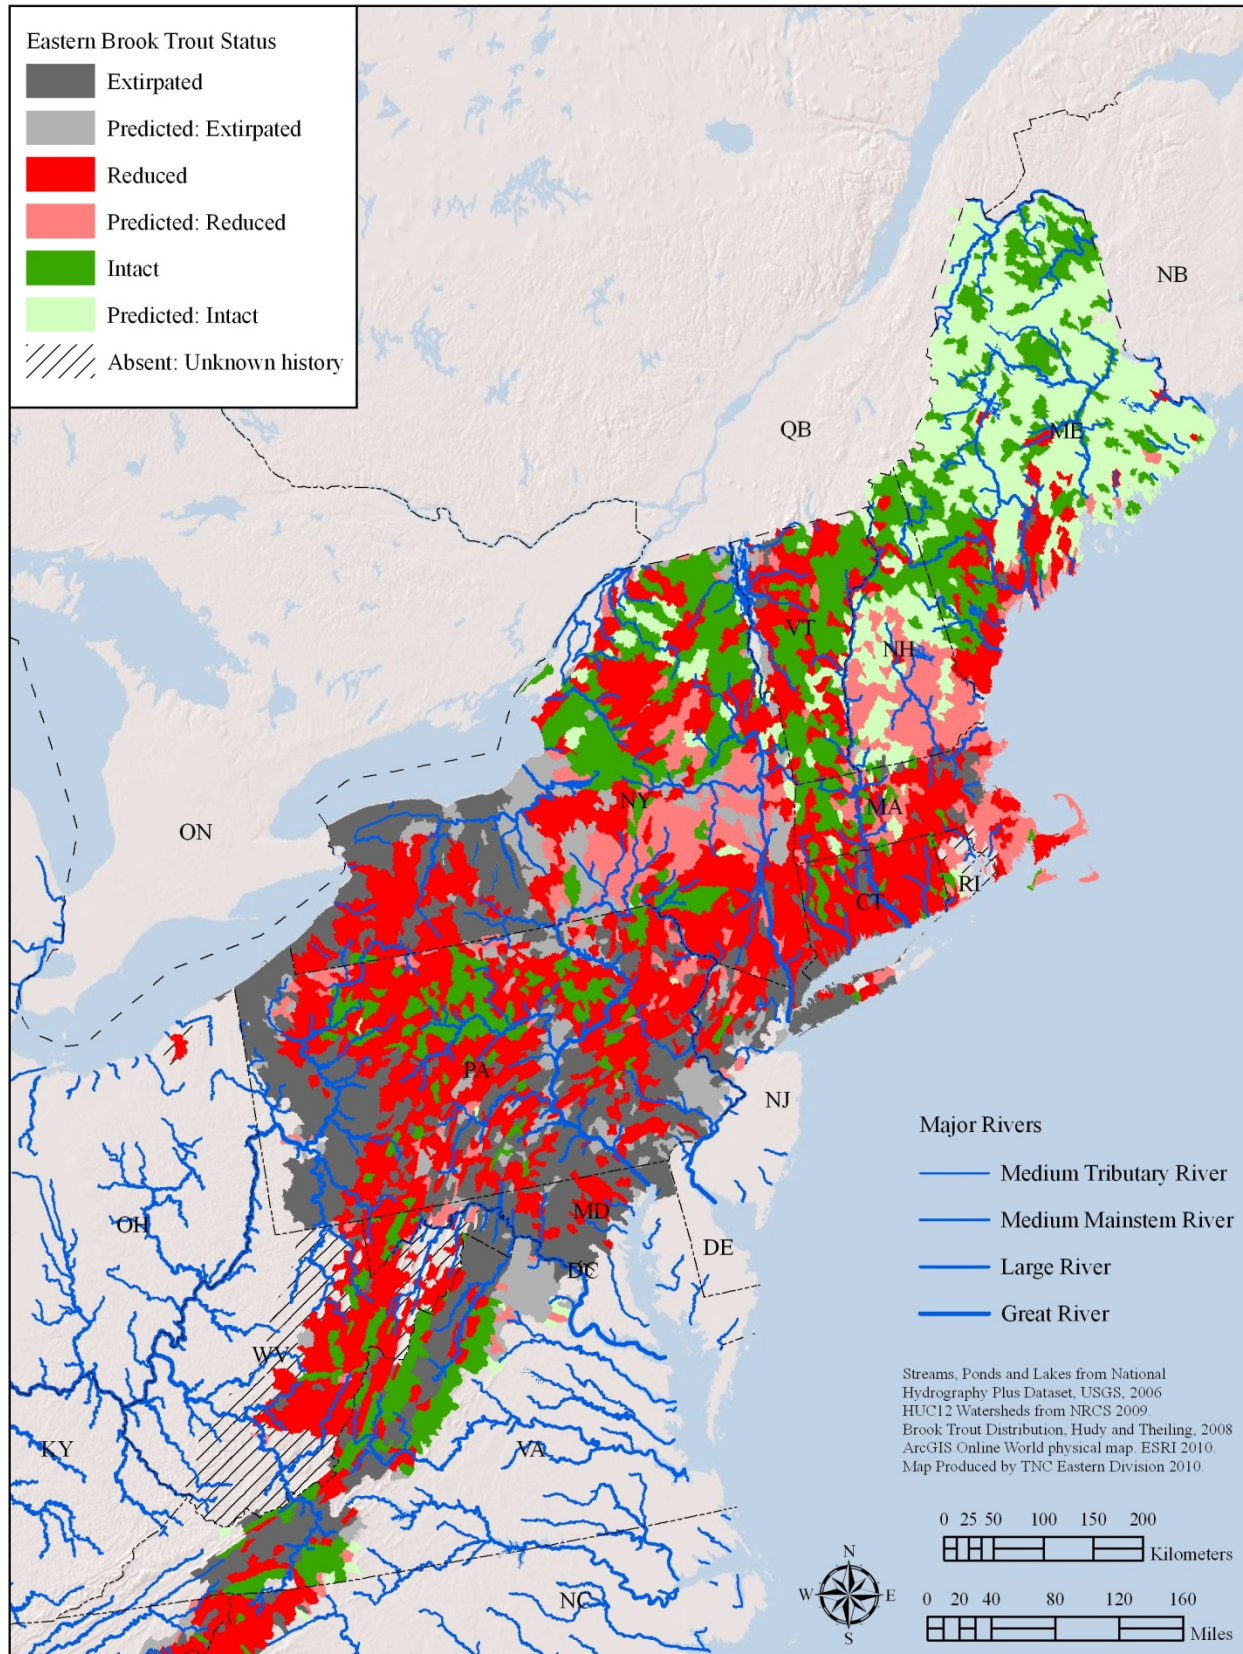 Eastern Brook Trout Status
Extirpated
Predicted: Extirpated
Reduced
Predicted: Reduced
Intact
Predicted: Intact
Absent: Unknown history
NB
QB
ME
VT
NH
ON
NY
MA
RI
CT
PA
NJ
OH
MD
DE
DC
WV
KY
VA
NC
Major Rivers
Medium Tributary River
Medium Mainstem River
Large River
Great River
Streams, Ponds and Lakes from National
Hydrography Plus Dataset, USGS, 2006
HUC12 Watersheds from NRCS 2009.
Brook Trout Distribution, Hudy and Theiling, 2008
ArcGIS Online World physical map. ESRI 2010.
Map Produced by TNC Eastern Division 2010.
N
W E
S
0 25 50 100 150 200
Kilometers
0 20 40 80 120 160
Miles